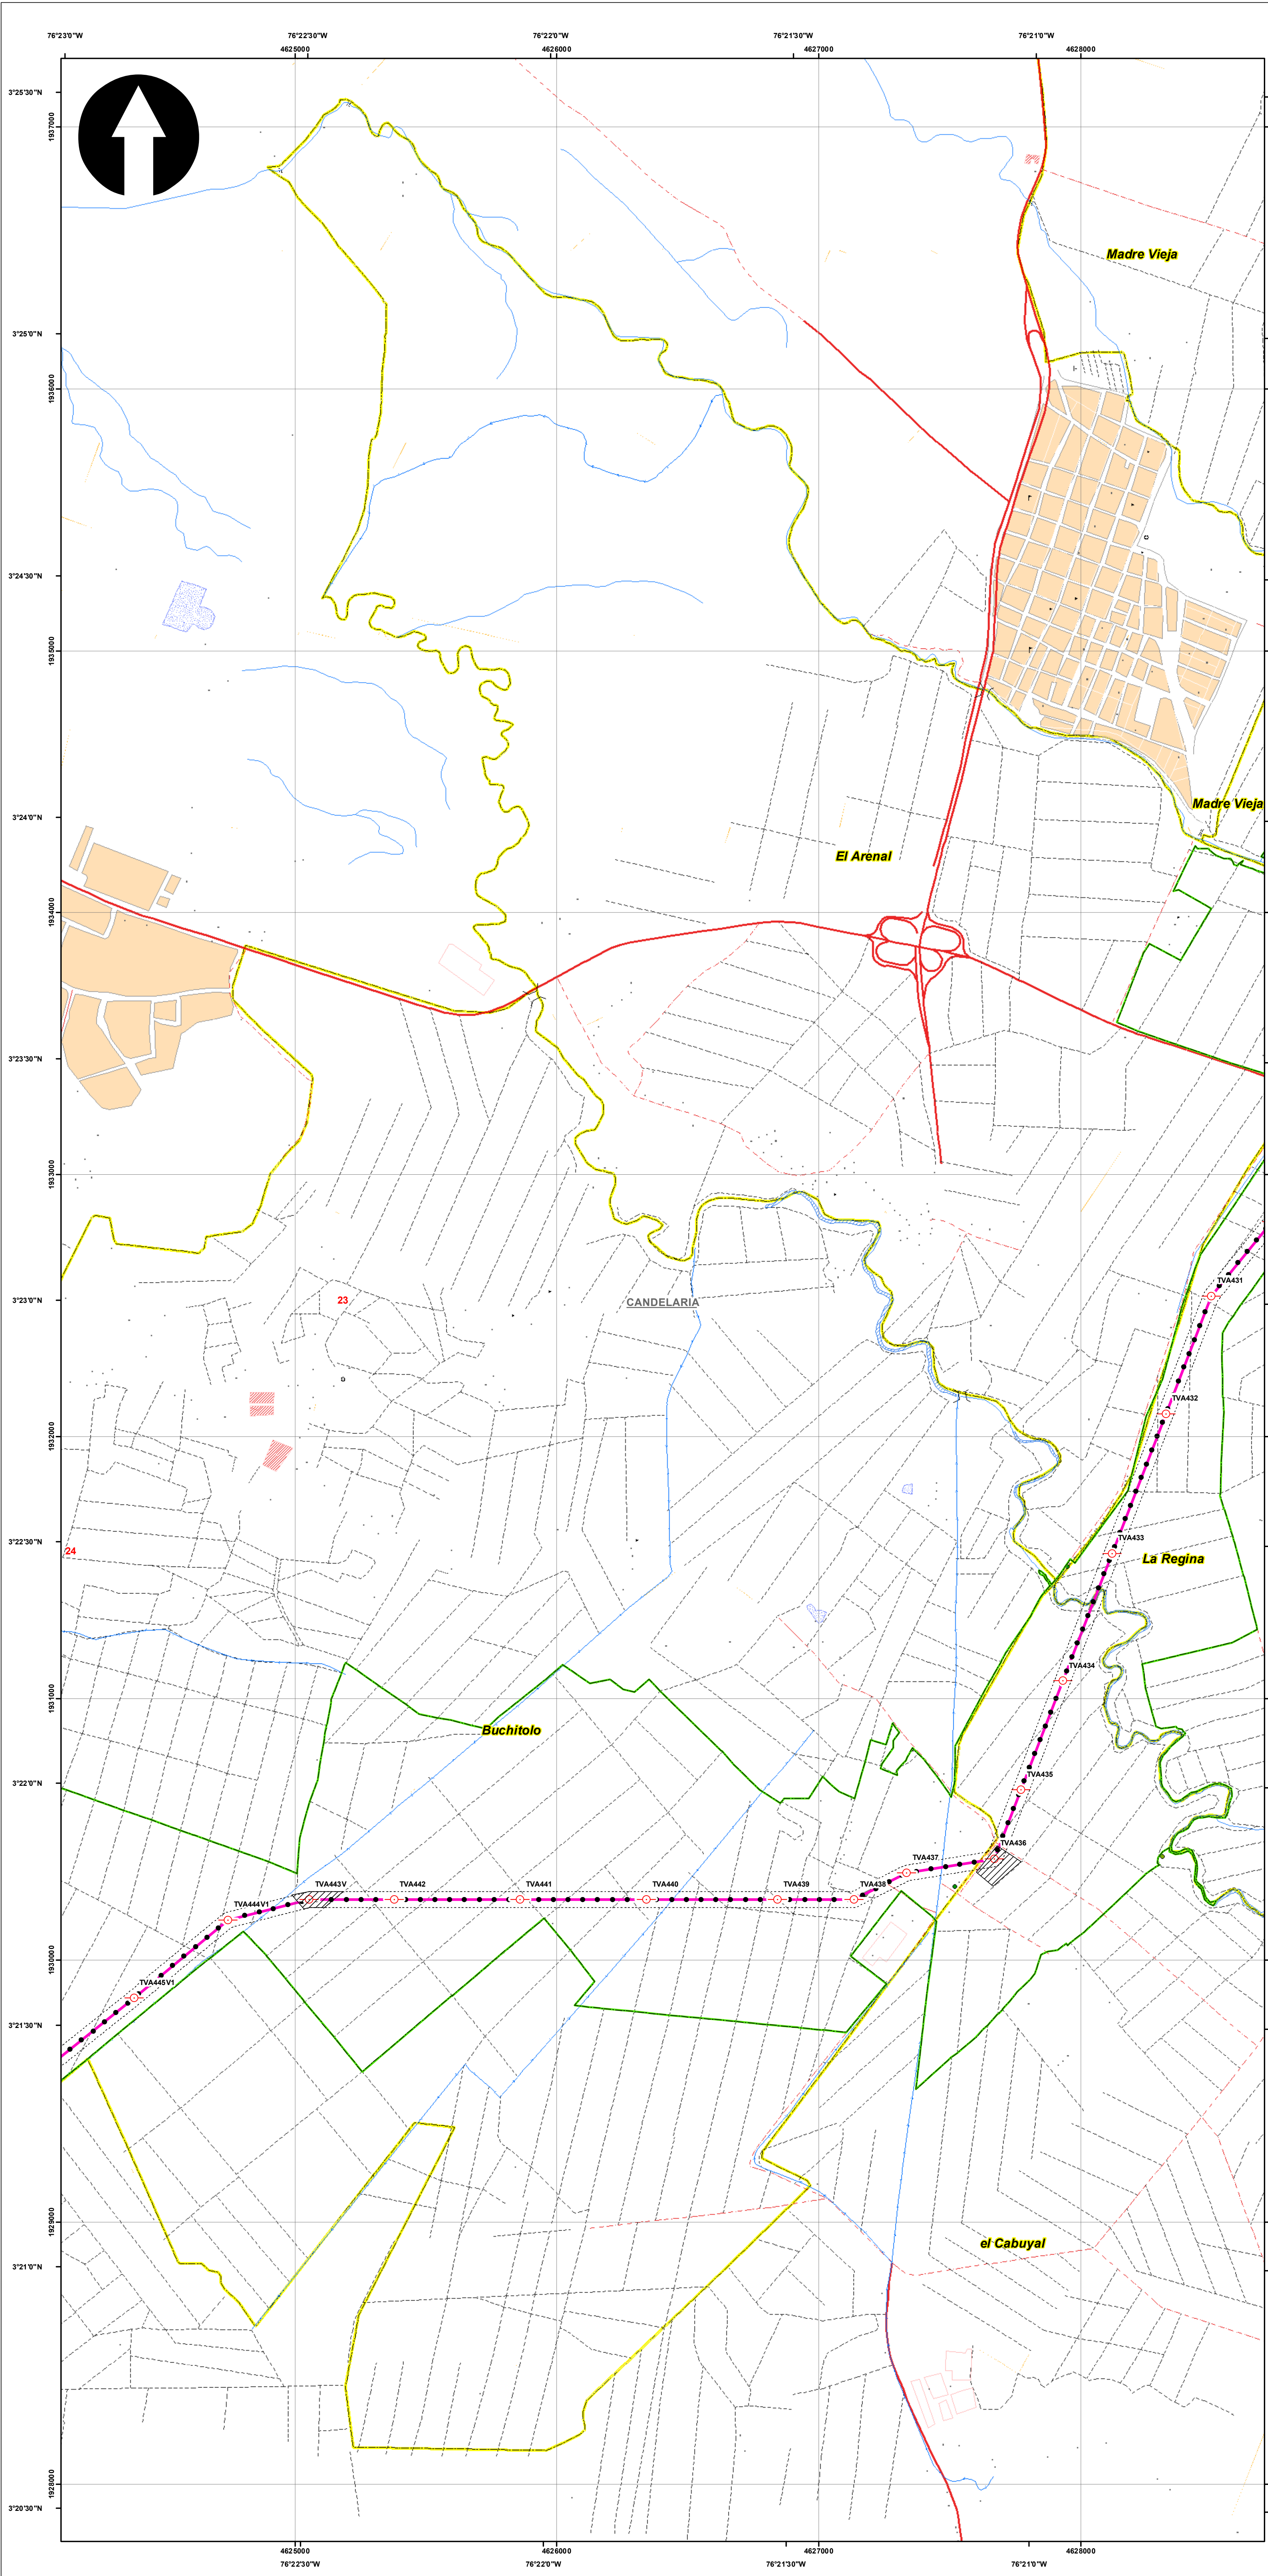 76°23'0"W 76°22'30"W 76°22'0"W 76°21'30"W 76°21'0"W
4625000 4626000 4627000 4628000
3°25'30"N
1937000
Madre Vieja
3°25'0"N
1936000
3°24'30"N
1935000
Madre Vieja
3°24'0"N
El Arenal
1934000
3°23'30"N
1933000
TVA431
3°23'0"N
23
CANDELARIA
TVA432
1932000
TVA433
3°22'30"N
24
La Regina
TVA434
1931000
Buchitolo
TVA435
3°22'0"N
TVA436
TVA437
TVA443V TVA442 TVA441 TVA440 TVA439 TVA438
TVA444V1
1930000
TVA445V1
3°21'30"N
1929000
el Cabuyal
3°21'0"N
1928000
3°20'30"N
4625000 4626000 4627000 4628000
76°22'30"W 76°22'0"W 76°21'30"W 76°21'0"W